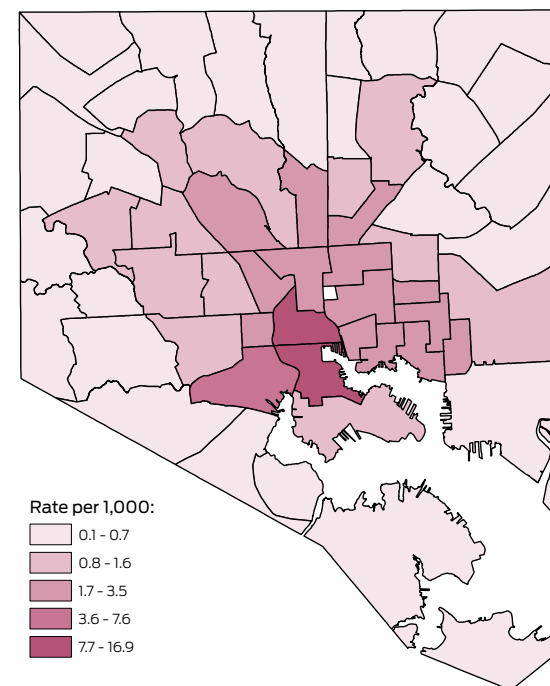 Rate per 1,000:
0.1 - 0.7
0.8 - 1.6
1.7 - 3.5
3.6 - 7.6
7.7 - 16.9